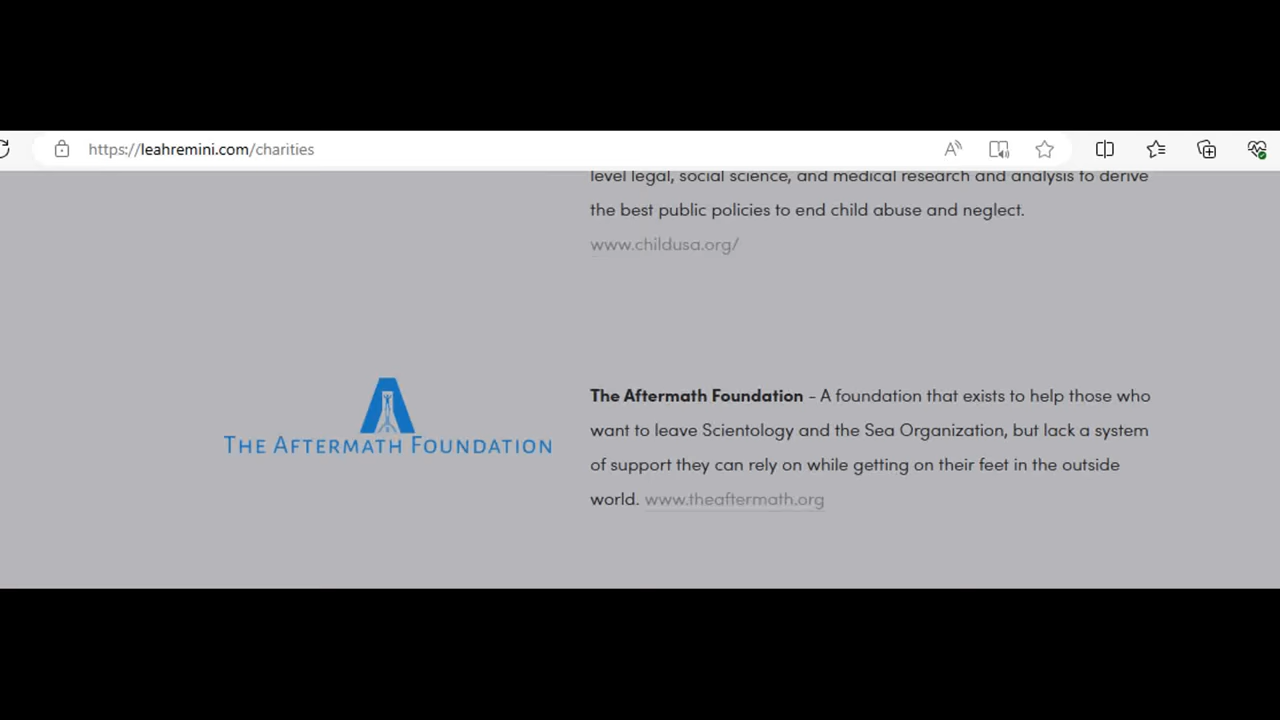 https://leahremini.com/charities
level legal, social science, and medical research and analysis to derive
the best public policies to end child abuse and neglect.
www.childusa.org/
THE AFTERMATH FOUNDATION
The Aftermath Foundation - A foundation that exists to help those who
want to leave Scientology and the Sea Organization, but lack a system
of support they can rely on while getting on their feet in the outside
world. www.theaftermath.org